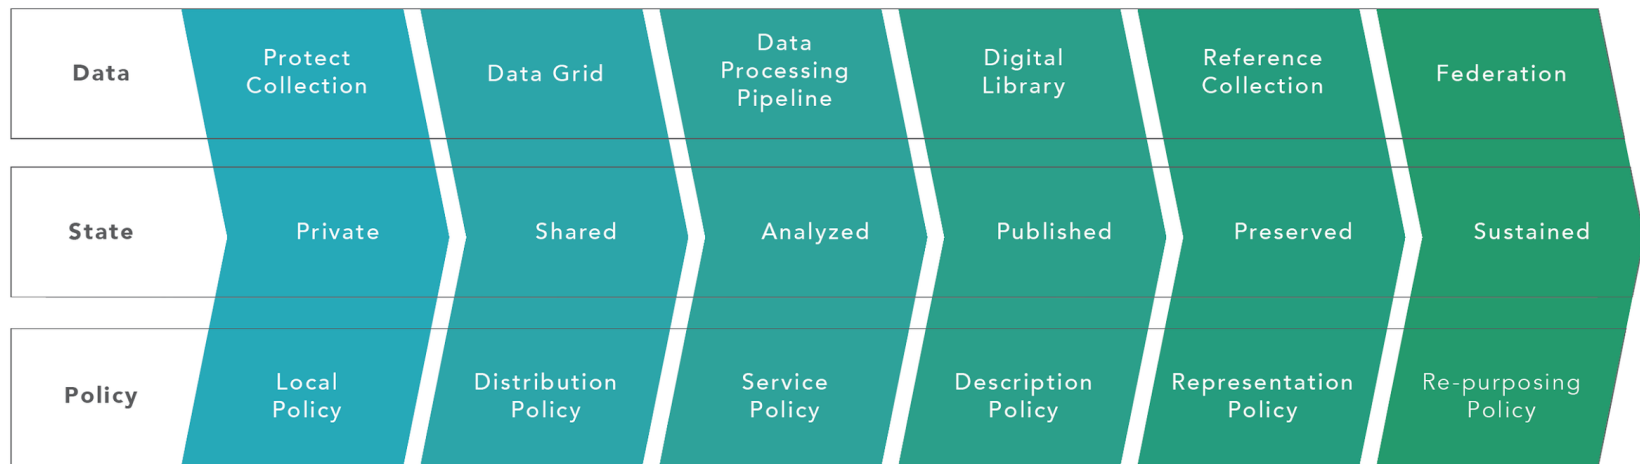 Data
Protect
Collection
Data Grid
Data
Processing
Pipeline
Digital
Library
Reference
Collection
Federation
State
Private
Shared
Analyzed
Published
Preserved
Sustained
Policy
Local
Policy
Distribution
Policy
Service
Policy
Description
Policy
Representation
Policy
Re-purposing
Policy